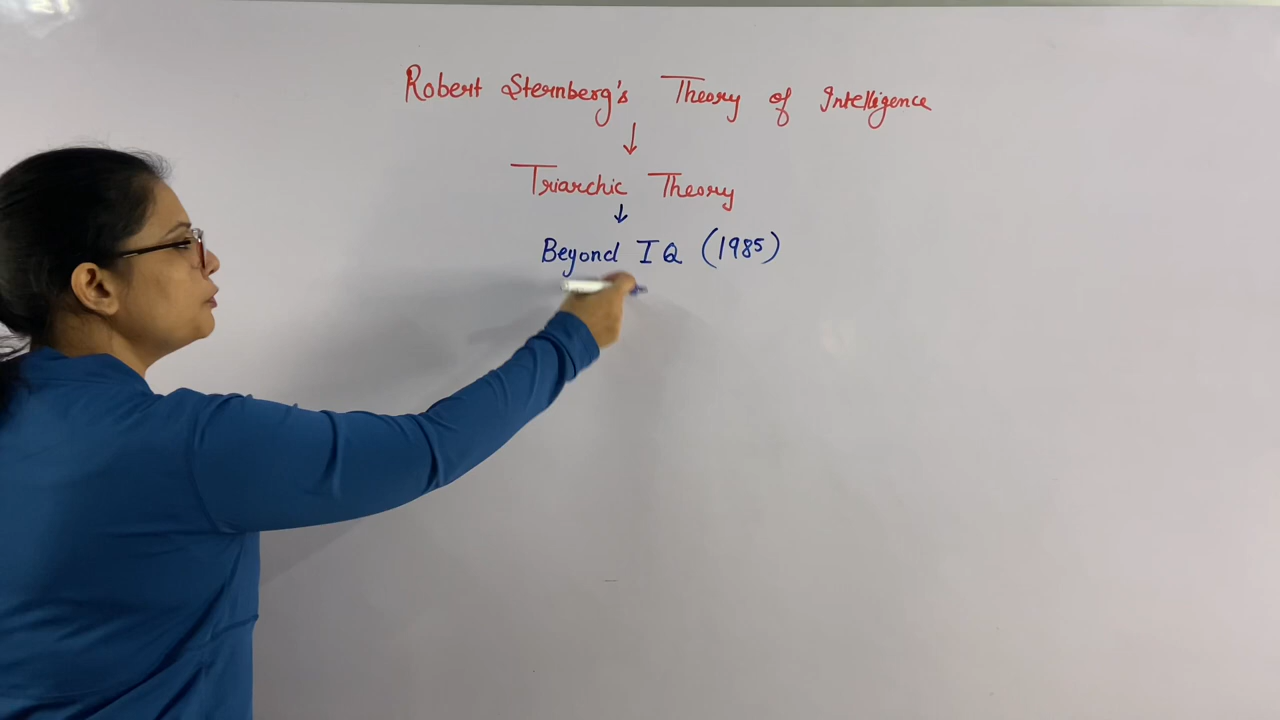 Robert Sternberg's Theory of Intelligence
Triarchic Theory
Beyond IQ (1985)